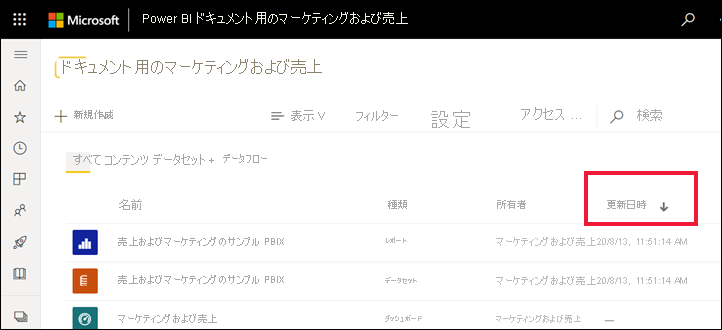 Microsoft Power BI ドキュメント用のマーケティングおよび売上
ドキュメント用のマーケティングおよび売上
新規作成 表示 フィルター 設定 アクセス ... 検索
すべて コンテンツ データセット + データフロー
名前 種類 所有者 更新日時
売上およびマーケティングのサンプル PBIX レポート マーケティングおよび売上 20/8/13, 11:51:14 AM
売上およびマーケティングのサンプル PBIX データセット マーケティングおよび売上 20/8/13, 11:51:14 AM
マーケティングおよび売上 ダッシュボード マーケティングおよび売上 —